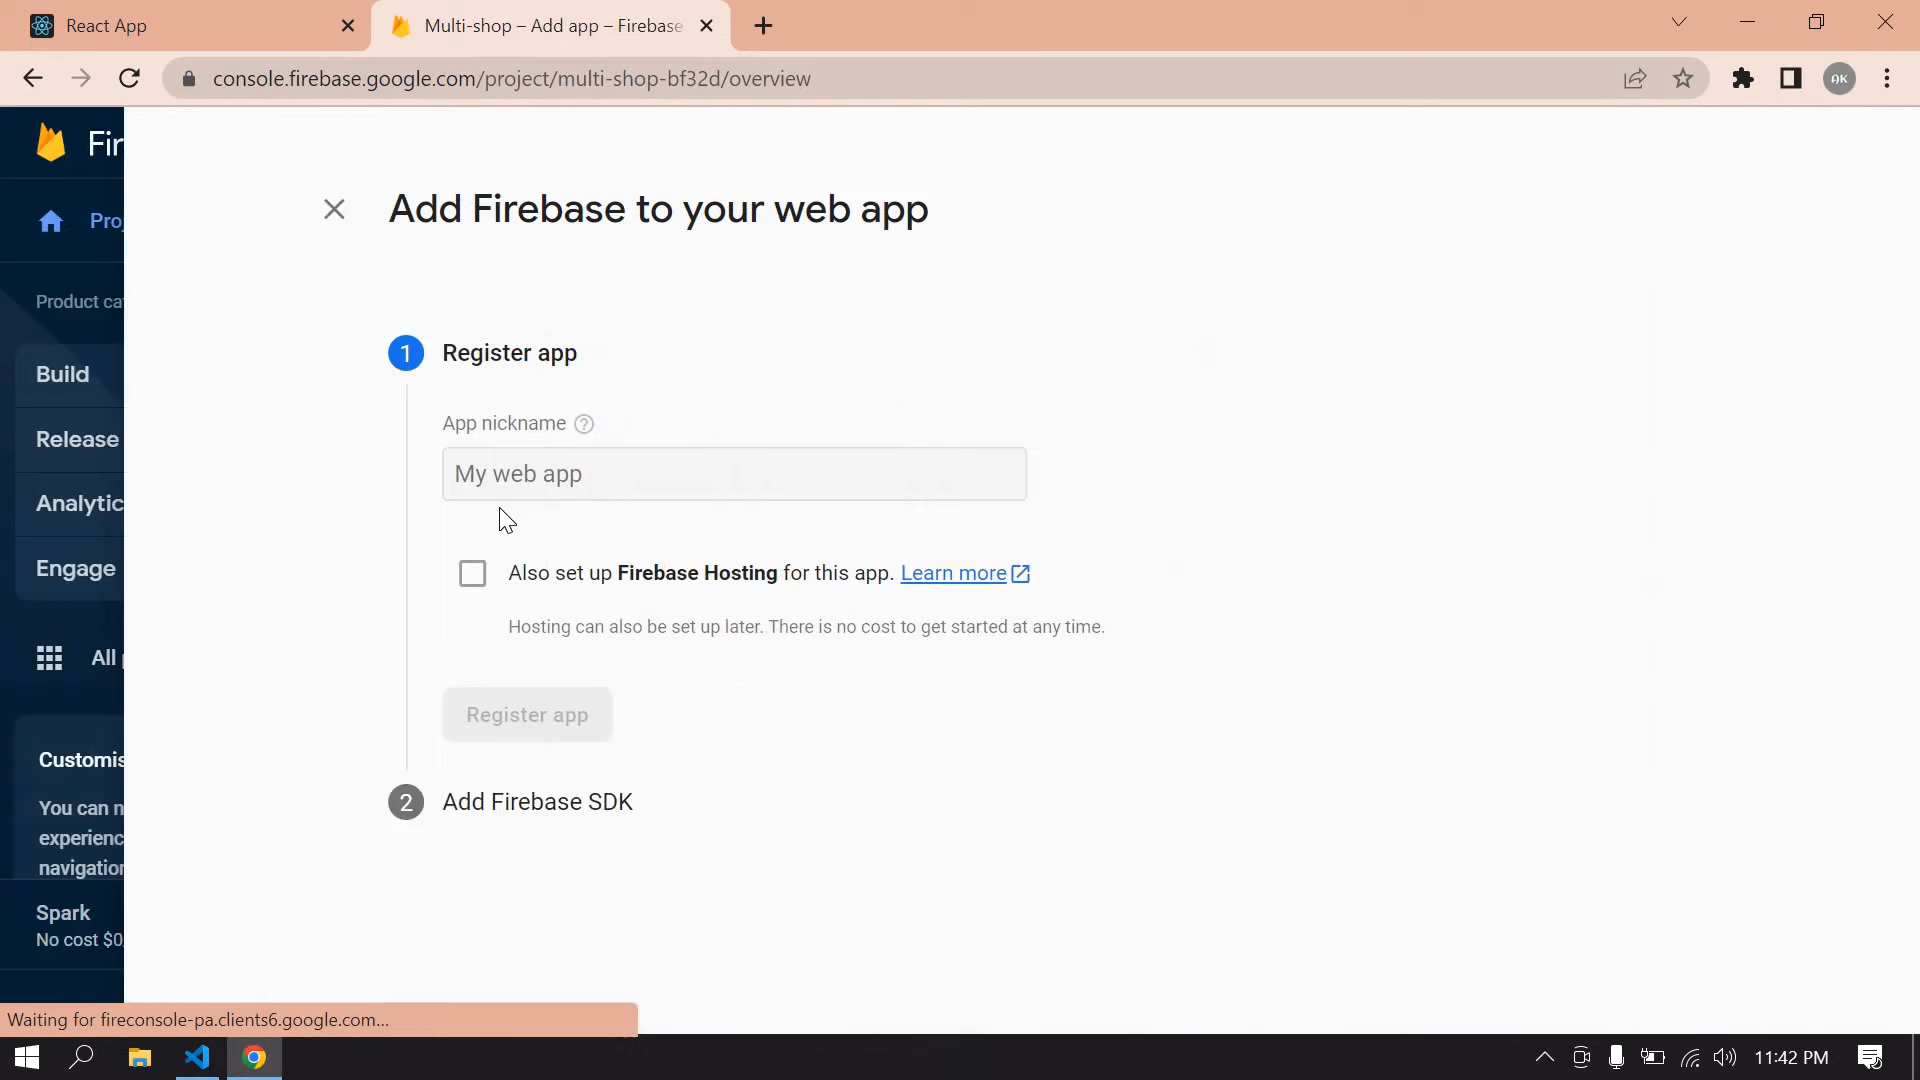 React App
Multi-shop – Add app – Firebase
console.firebase.google.com/project/multi-shop-bf32d/overview
AK
Fir
Add Firebase to your web app
Proj
Product cat
1 Register app
Build
App nickname ?
Release
My web app
Analytic
Engage
Also set up Firebase Hosting for this app. Learn more
Hosting can also be set up later. There is no cost to get started at any time.
All p
Register app
Customis
2 Add Firebase SDK
You can n
experienc
navigation
Spark
No cost $0
Waiting for fireconsole-pa.clients6.google.com...
11:42 PM